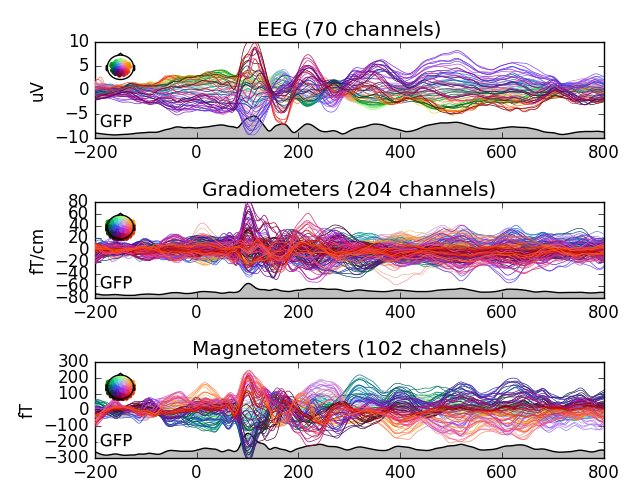 EEG (70 channels)
10
5
0
−5
−10
uV
GFP
−200 0 200 400 600 800
Gradiometers (204 channels)
80
60
40
20
0
−20
−40
−60
−80
fT/cm
GFP
−200 0 200 400 600 800
Magnetometers (102 channels)
300
200
100
0
−100
−200
−300
fT
GFP
−200 0 200 400 600 800